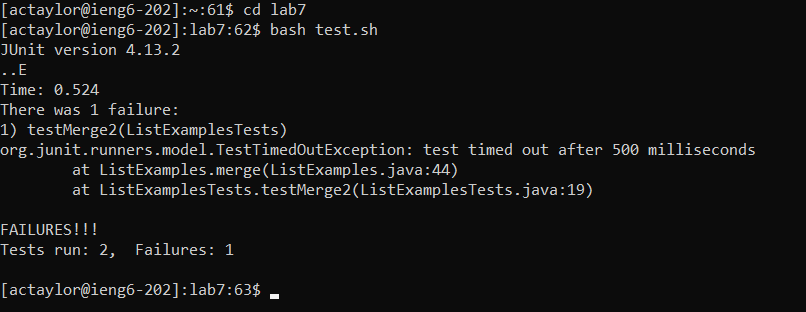 [actaylor@ieng6-202]:~:61$ cd lab7
[actaylor@ieng6-202]:lab7:62$ bash test.sh
JUnit version 4.13.2
..E
Time: 0.524
There was 1 failure:
1) testMerge2(ListExamplesTests)
org.junit.runners.model.TestTimedOutException: test timed out after 500 milliseconds
        at ListExamples.merge(ListExamples.java:44)
        at ListExamplesTests.testMerge2(ListExamplesTests.java:19)
FAILURES!!!
Tests run: 2,  Failures: 1
[actaylor@ieng6-202]:lab7:63$